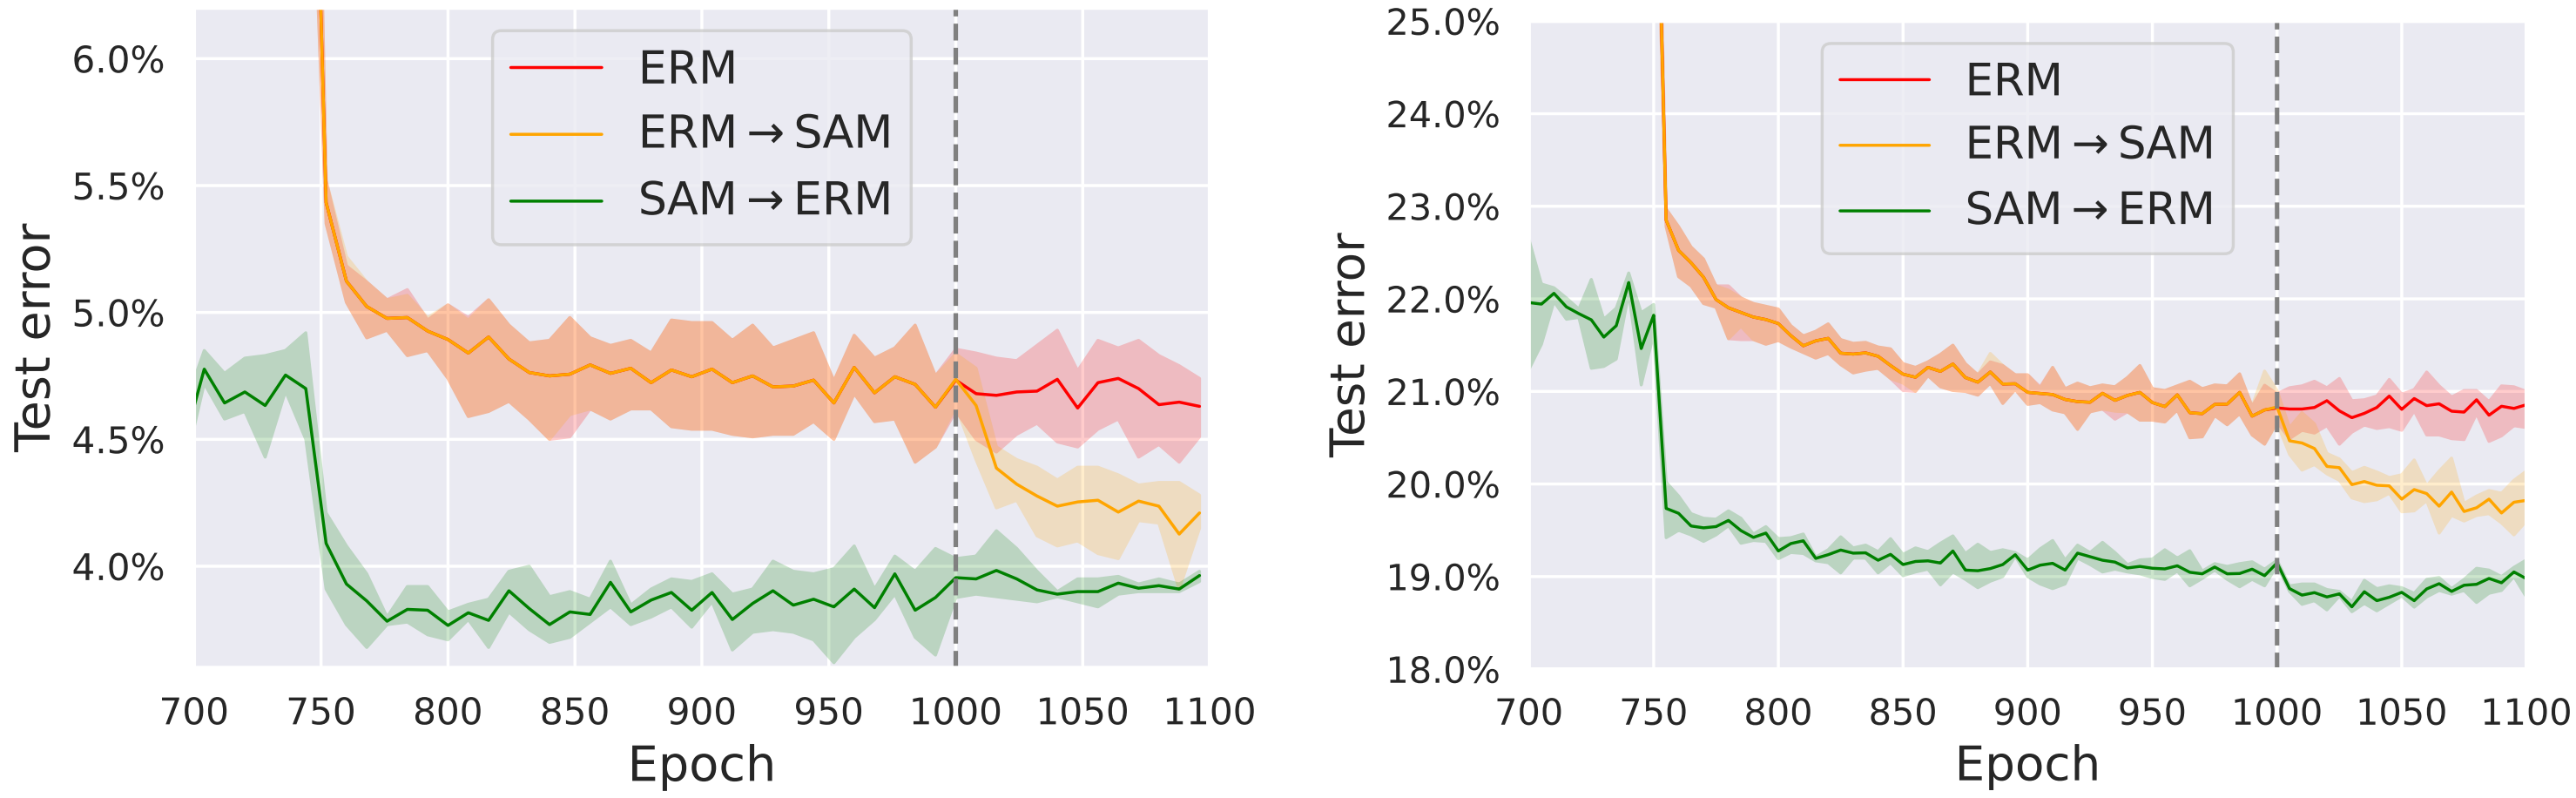 6.0%
5.5%
5.0%
4.5%
4.0%
Test error
ERM
ERM→SAM
SAM→ERM
700 750 800 850 900 950 1000 1050 1100
Epoch
25.0%
24.0%
23.0%
22.0%
21.0%
20.0%
19.0%
18.0%
Test error
ERM
ERM→SAM
SAM→ERM
700 750 800 850 900 950 1000 1050 1100
Epoch